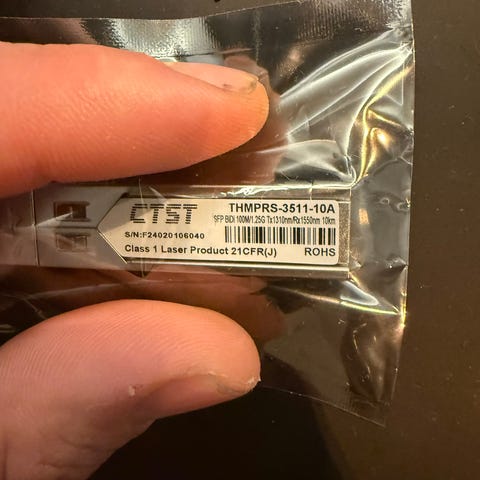 CTST
THMPRS-3511-10A
SFP BIDI 100M/1.25G Tx1310nm/Rx1550nm 10km
S/N:F24020106040
Class 1 Laser Product 21CFR(J)
ROHS